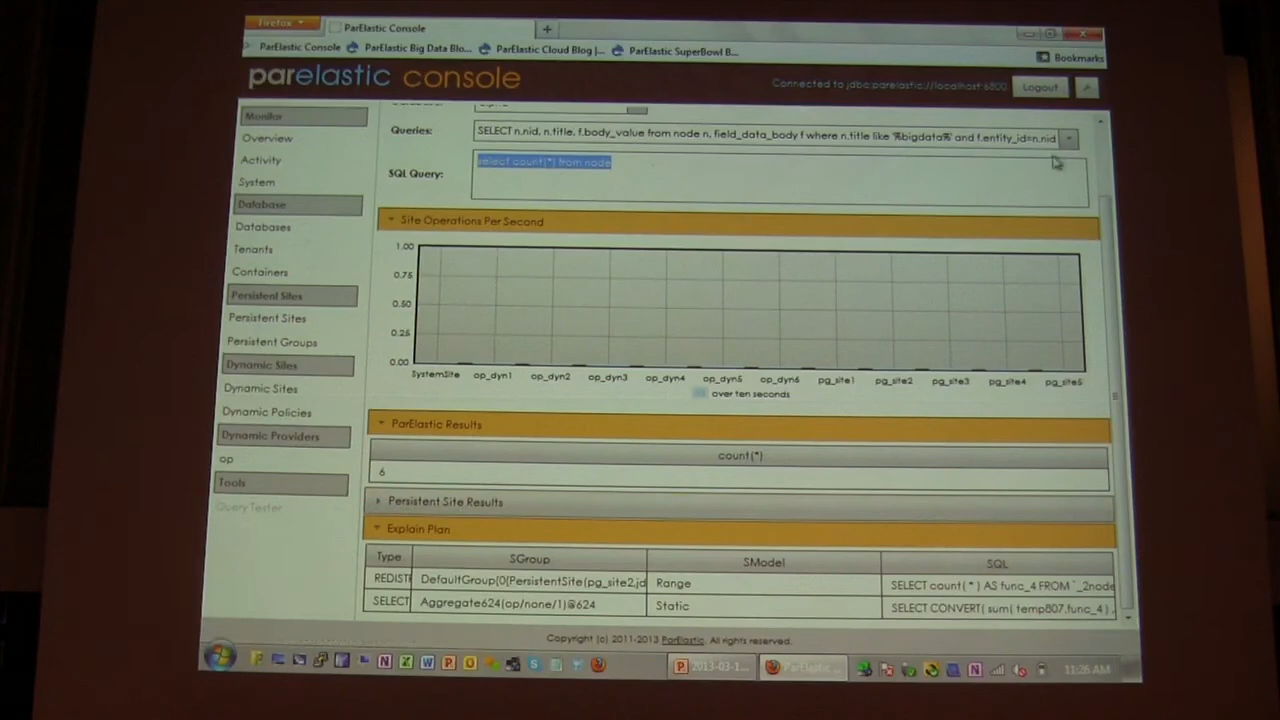 Firefox
ParElastic Console
ParElastic Console
ParElastic Big Data Blo...
ParElastic Cloud Blog |...
ParElastic SuperBowl B...
Bookmarks
parelastic console
Connected to jdbc:parelastic://localhost:6800
Logout
Monitor
Overview
Activity
System
Database
Databases
Tenants
Containers
Persistent Sites
Persistent Sites
Persistent Groups
Dynamic Sites
Dynamic Sites
Dynamic Policies
Dynamic Providers
op
Tools
Query Tester
Queries:
SELECT n.nid, n.title, f.body_value from node n, field_data_body f where n.title like '%bigdata%' and f.entity_id=n.nid
SQL Query:
select count(*) from node
Site Operations Per Second
1.00
0.75
0.50
0.25
0.00
SystemSite op_dyn1 op_dyn2 op_dyn3 op_dyn4 op_dyn5 op_dyn6 pg_site1 pg_site2 pg_site3 pg_site4 pg_site5
over ten seconds
ParElastic Results
count(*)
6
Persistent Site Results
Explain Plan
Type SGroup SModel SQL
REDIST DefaultGroup[0[PersistentSite(pg_site2,jd Range SELECT count( * ) AS func_4 FROM `_2node
SELECT Aggregate624(op/none/1)@624 Static SELECT CONVERT( sum( temp807.func_4 ) ,
Copyright (c) 2011-2013 ParElastic. All rights reserved.
2013-03-1...
ParElastic ...
11:26 AM